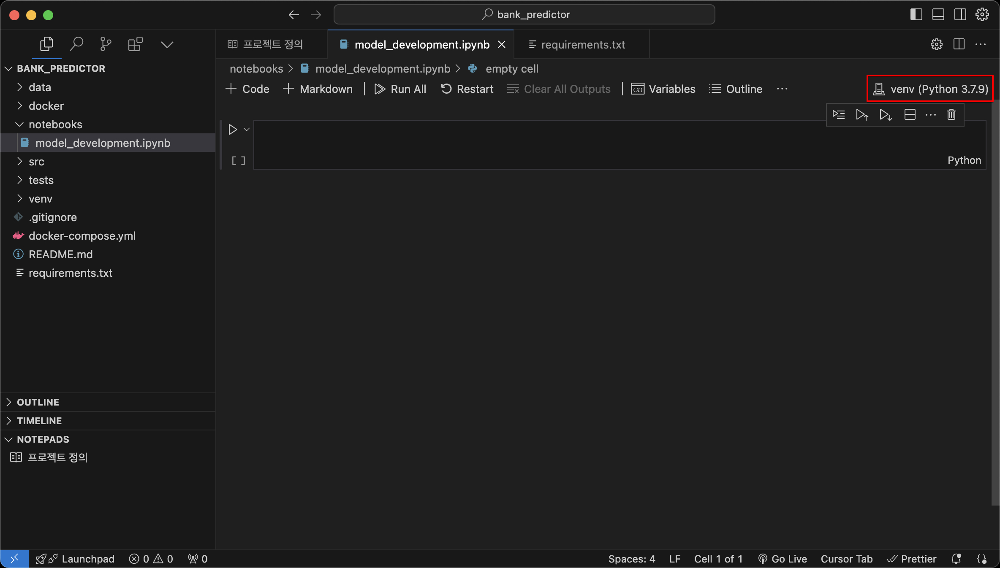 bank_predictor
프로젝트 정의
model_development.ipynb
requirements.txt
BANK_PREDICTOR
data
docker
notebooks
model_development.ipynb
src
tests
venv
.gitignore
docker-compose.yml
README.md
requirements.txt
OUTLINE
TIMELINE
NOTEPADS
프로젝트 정의
notebooks > model_development.ipynb > empty cell
+ Code + Markdown | Run All Restart Clear All Outputs | (x) Variables Outline ... venv (Python 3.7.9)
[ ]
Python
Launchpad 0 0 0 Spaces: 4 LF Cell 1 of 1 Go Live Cursor Tab Prettier